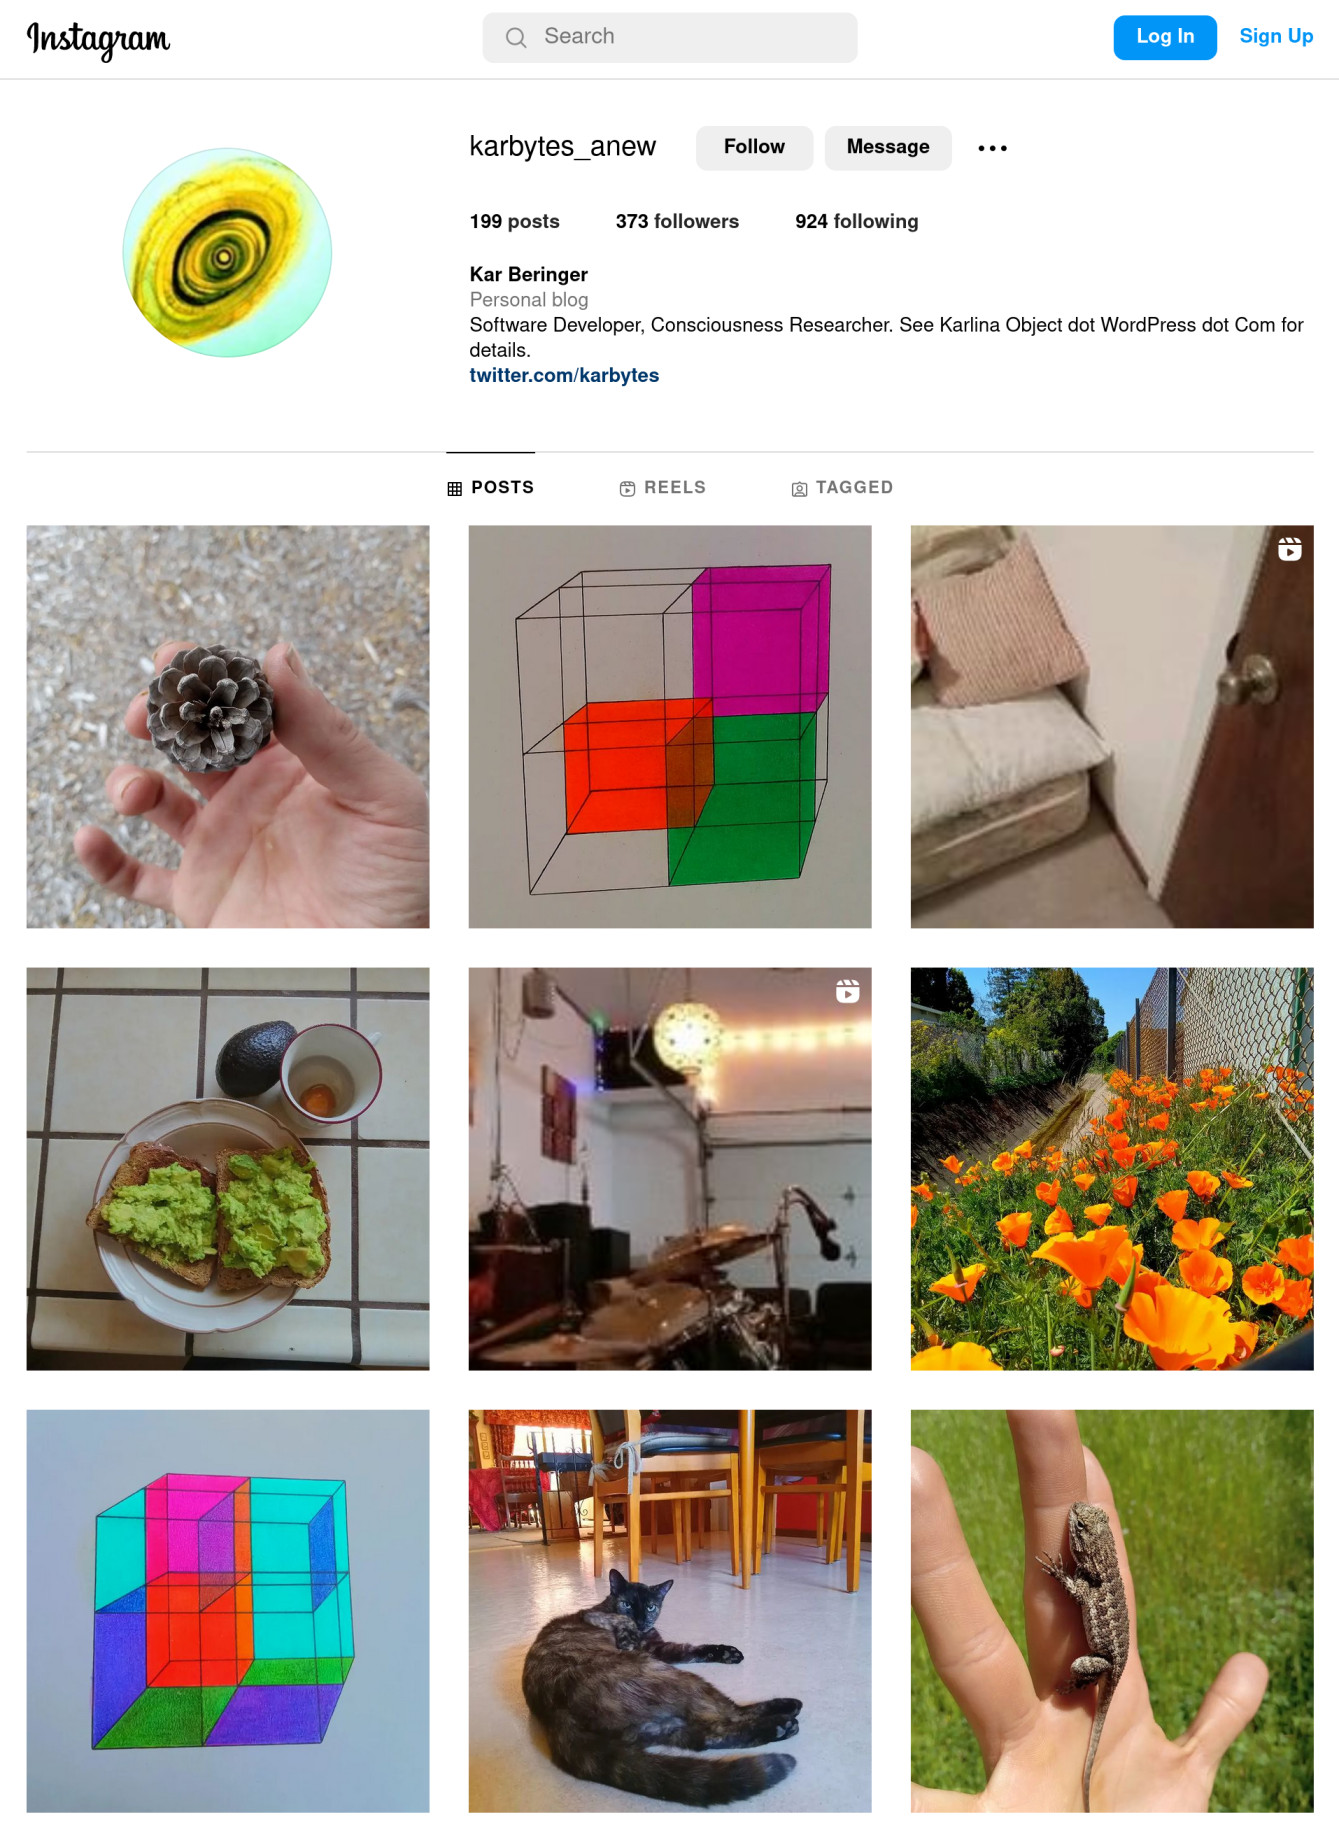 Instagram
Search
Log In
Sign Up
karbytes_anew
Follow
Message
199 posts
373 followers
924 following
Kar Beringer
Personal blog
Software Developer, Consciousness Researcher. See Karlina Object dot WordPress dot Com for
details.
twitter.com/karbytes
POSTS
REELS
TAGGED